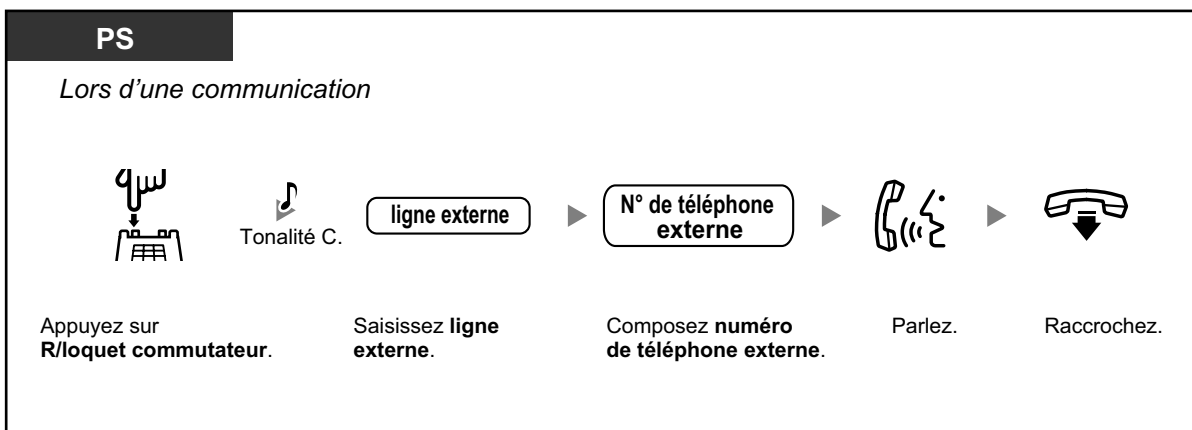 PS
Lors d’une communication
Tonalité C.
ligne externe
N° de téléphone
externe
Appuyez sur
R/loquet commutateur.
Saisissez ligne
externe.
Composez numéro
de téléphone externe.
Parlez.
Raccrochez.